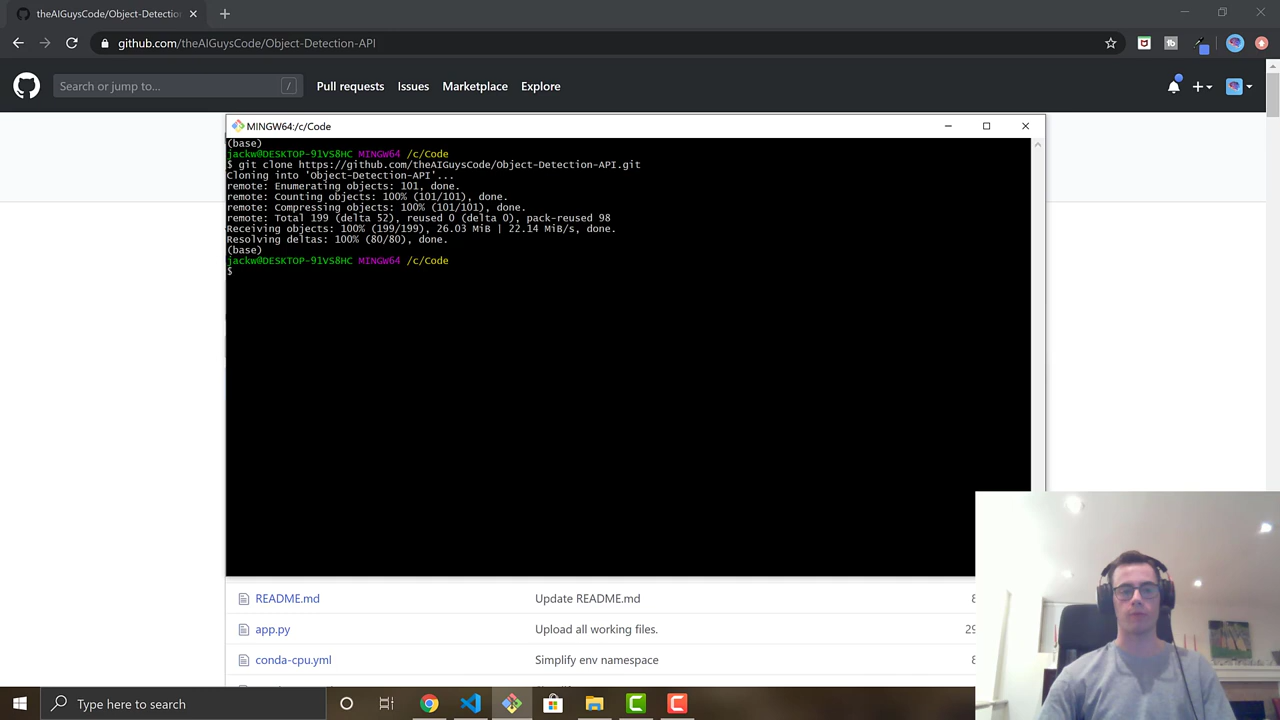 theAIGuysCode/Object-Detection
github.com/theAIGuysCode/Object-Detection-API
Search or jump to...
/
Pull requests
Issues
Marketplace
Explore
MINGW64:/c/Code
(base)
jackw@DESKTOP-91VS8HC MINGW64 /c/Code
$ git clone https://github.com/theAIGuysCode/Object-Detection-API.git
Cloning into 'Object-Detection-API'...
remote: Enumerating objects: 101, done.
remote: Counting objects: 100% (101/101), done.
remote: Compressing objects: 100% (101/101), done.
remote: Total 199 (delta 52), reused 0 (delta 0), pack-reused 98
Receiving objects: 100% (199/199), 26.03 MiB | 22.14 MiB/s, done.
Resolving deltas: 100% (80/80), done.
(base)
jackw@DESKTOP-91VS8HC MINGW64 /c/Code
$
README.md
Update README.md
8
app.py
Upload all working files.
29
conda-cpu.yml
Simplify env namespace
8
Type here to search